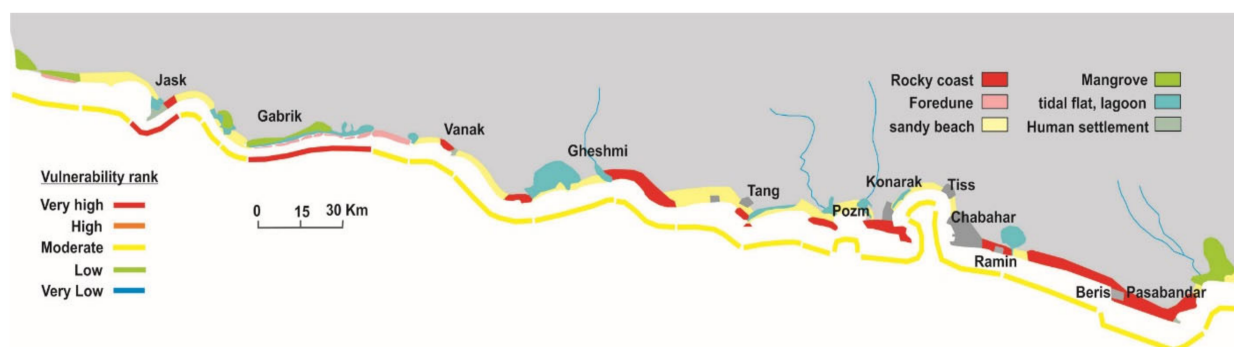 Jask
Gabrik
Vanak
Gheshmi
Tang
Pozm
Konarak
Tiss
Chabahar
Ramin
Beris
Pasabandar
Rocky coast
Foredune
sandy beach
Mangrove
tidal flat, lagoon
Human settlement
Vulnerability rank
Very high
High
Moderate
Low
Very Low
0 15 30 Km